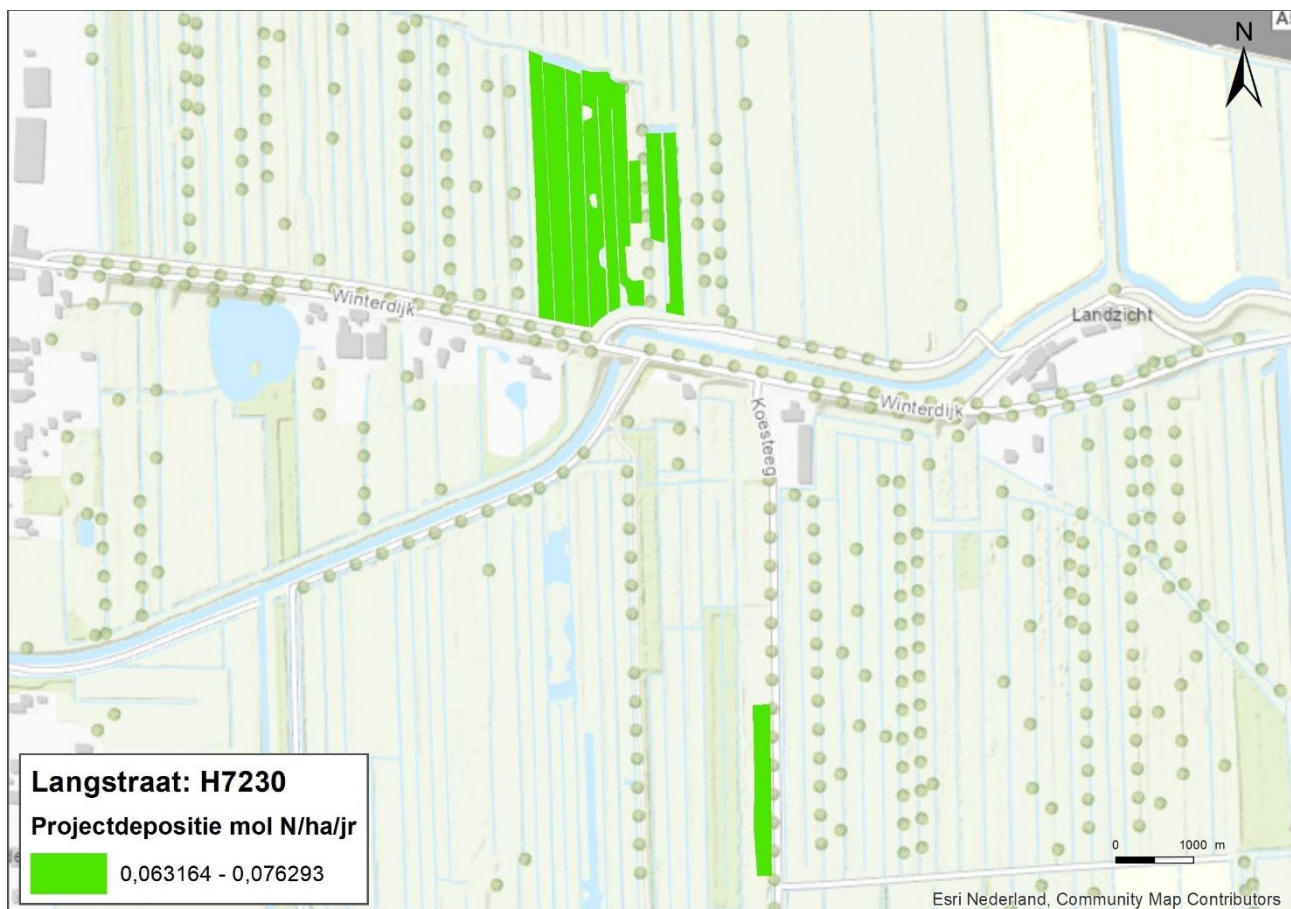 A5
N
Winterdijk
Landzicht
Winterdijk
Koesteeg
Langstraat: H7230
Projectdepositie mol N/ha/jr
0,063164 - 0,076293
0 1000 m
Esri Nederland, Community Map Contributors